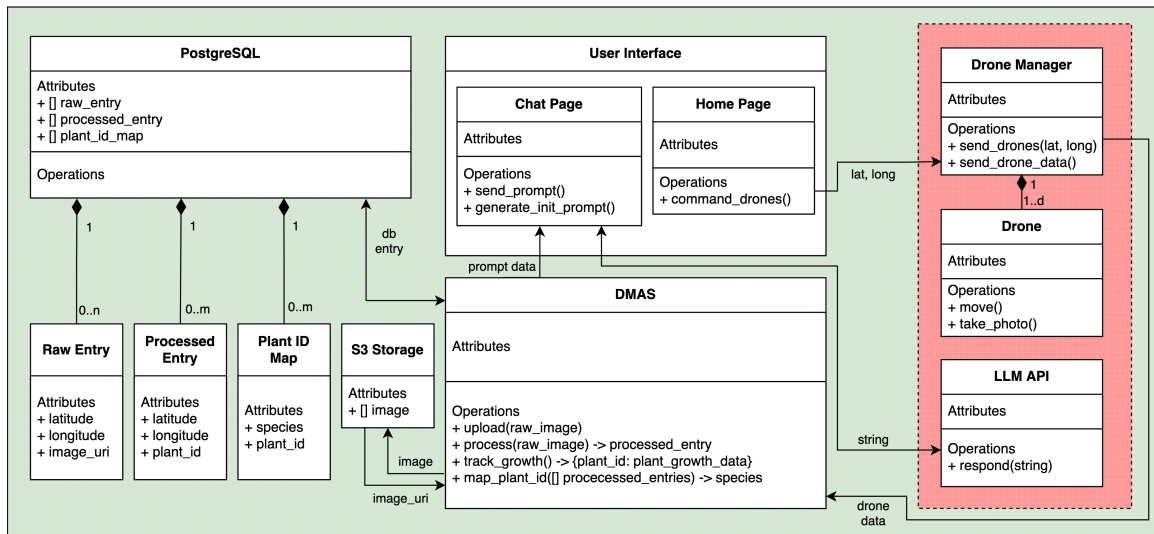 PostgreSQL
Attributes
+ [] raw_entry
+ [] processed_entry
+ [] plant_id_map
Operations
1
1
1
0..n
0..m
0..m
db
entry
Raw Entry
Attributes
+ latitude
+ longitude
+ image_uri
Processed
Entry
Attributes
+ latitude
+ longitude
+ plant_id
Plant ID
Map
Attributes
+ species
+ plant_id
S3 Storage
Attributes
+ [] image
image
image_uri
User Interface
Chat Page
Attributes
Operations
+ send_prompt()
+ generate_init_prompt()
Home Page
Attributes
Operations
+ command_drones()
lat, long
prompt data
DMAS
Attributes
Operations
+ upload(raw_image)
+ process(raw_image) -> processed_entry
+ track_growth() -> {plant_id: plant_growth_data}
+ map_plant_id([] procecessed_entries) -> species
Drone Manager
Attributes
Operations
+ send_drones(lat, long)
+ send_drone_data()
1
1..d
Drone
Attributes
Operations
+ move()
+ take_photo()
LLM API
Attributes
Operations
+ respond(string)
string
drone
data